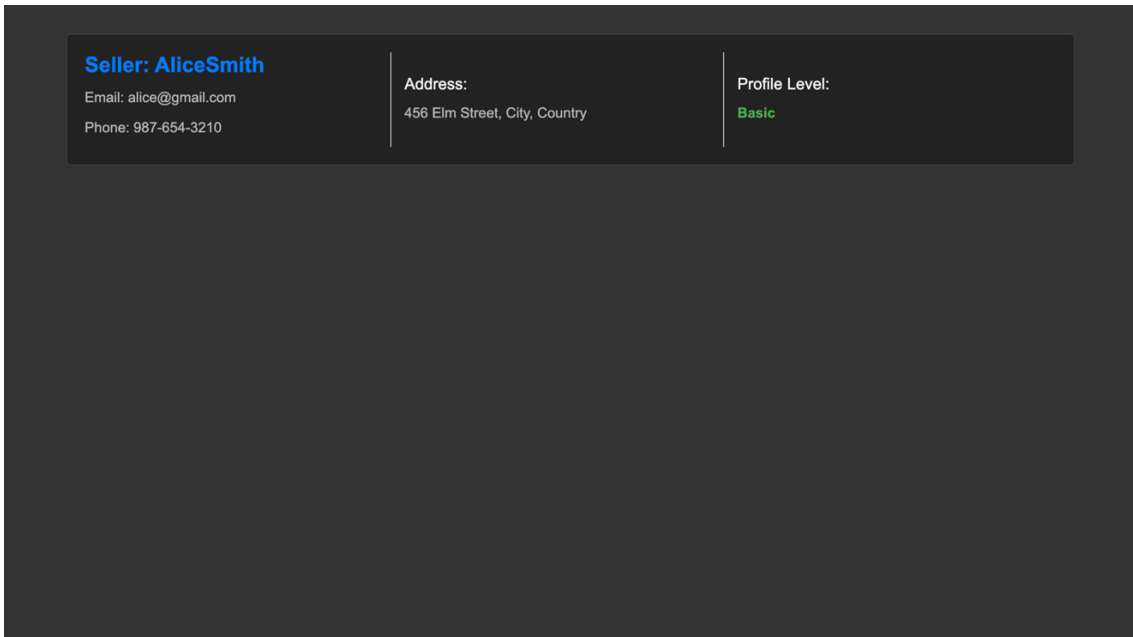 Seller: AliceSmith
Email: alice@gmail.com
Phone: 987-654-3210
Address:
456 Elm Street, City, Country
Profile Level:
Basic